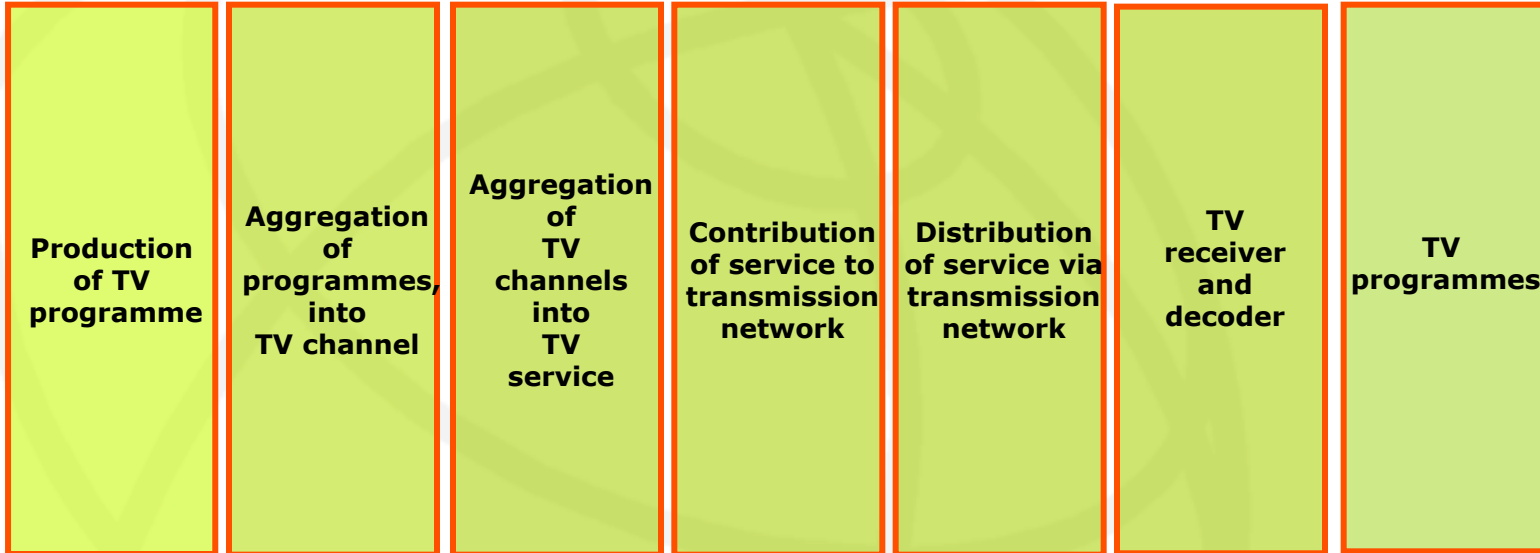 Production
of TV
programme
Aggregation
of
programmes,
into
TV channel
Aggregation
of
TV
channels
into
TV
service
Contribution
of service to
transmission
network
Distribution
of service via
transmission
network
TV
receiver
and
decoder
TV
programmes